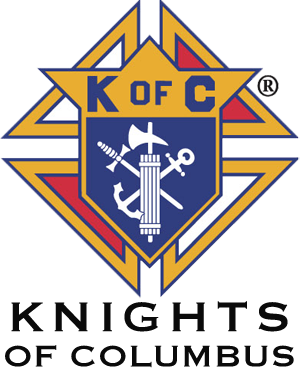 K OF C
®
KNIGHTS
OF COLUMBUS